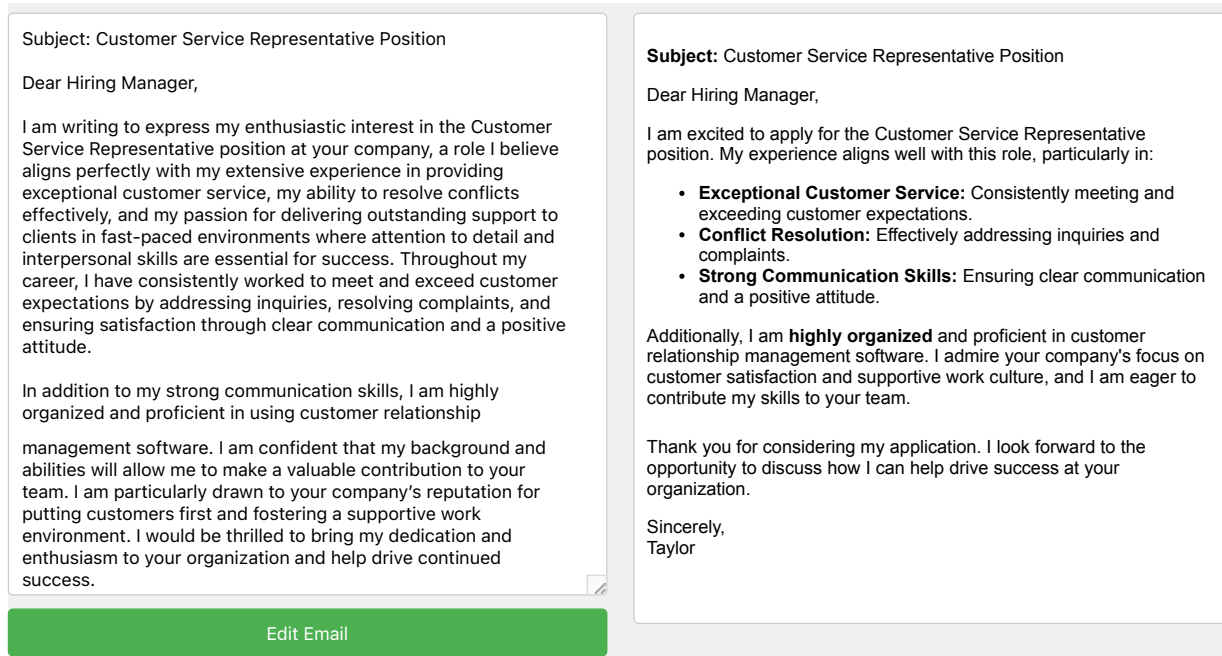 Subject: Customer Service Representative Position
Dear Hiring Manager,
I am writing to express my enthusiastic interest in the Customer
Service Representative position at your company, a role I believe
aligns perfectly with my extensive experience in providing
exceptional customer service, my ability to resolve conflicts
effectively, and my passion for delivering outstanding support to
clients in fast-paced environments where attention to detail and
interpersonal skills are essential for success. Throughout my
career, I have consistently worked to meet and exceed customer
expectations by addressing inquiries, resolving complaints, and
ensuring satisfaction through clear communication and a positive
attitude.
In addition to my strong communication skills, I am highly
organized and proficient in using customer relationship
management software. I am confident that my background and
abilities will allow me to make a valuable contribution to your
team. I am particularly drawn to your company’s reputation for
putting customers first and fostering a supportive work
environment. I would be thrilled to bring my dedication and
enthusiasm to your organization and help drive continued
success.
Edit Email
Subject: Customer Service Representative Position
Dear Hiring Manager,
I am excited to apply for the Customer Service Representative
position. My experience aligns well with this role, particularly in:
• Exceptional Customer Service: Consistently meeting and
exceeding customer expectations.
• Conflict Resolution: Effectively addressing inquiries and
complaints.
• Strong Communication Skills: Ensuring clear communication
and a positive attitude.
Additionally, I am highly organized and proficient in customer
relationship management software. I admire your company's focus on
customer satisfaction and supportive work culture, and I am eager to
contribute my skills to your team.
Thank you for considering my application. I look forward to the
opportunity to discuss how I can help drive success at your
organization.
Sincerely,
Taylor